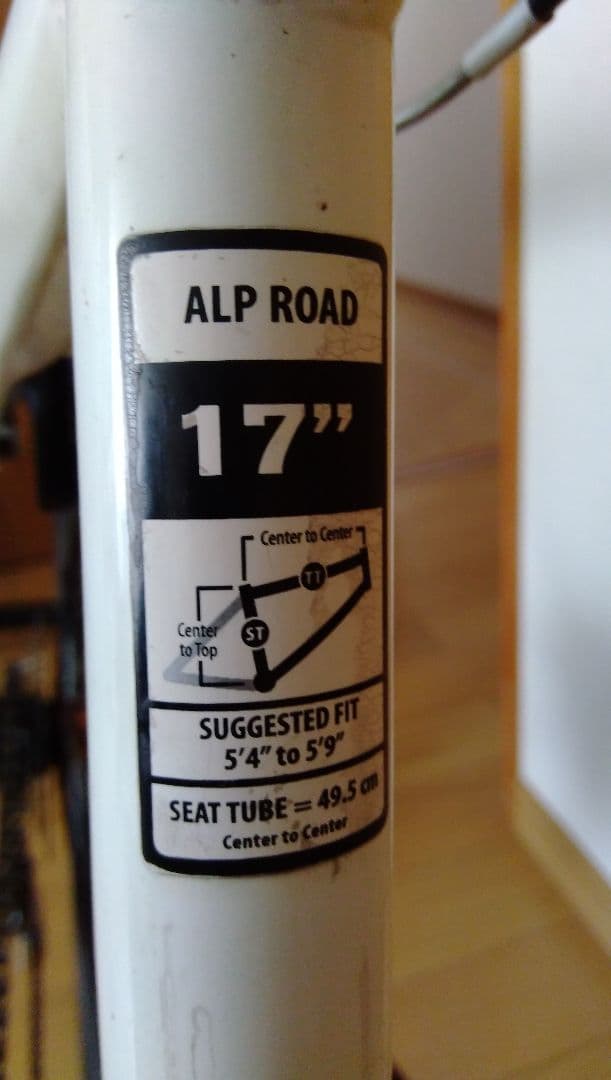 ALP ROAD
17”
Center to Center
TT
Center
to Top
ST
SUGGESTED FIT
5’4” to 5’9”
SEAT TUBE = 49.5 cm
Center to Center